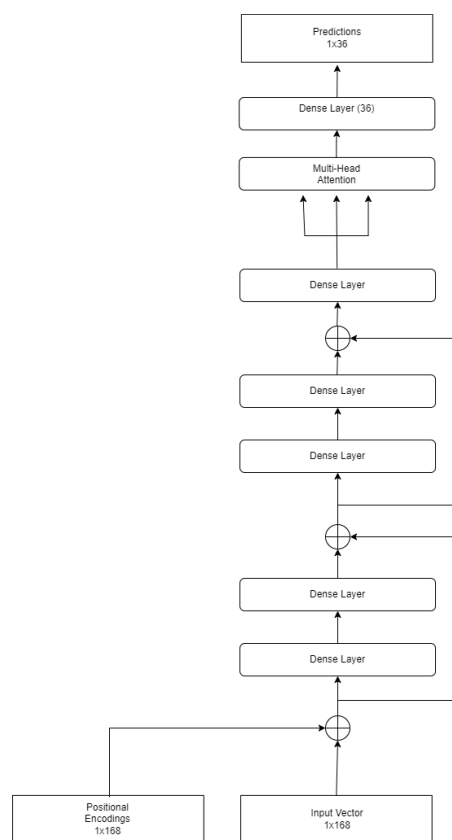 Predictions
1x36
Dense Layer (36)
Multi-Head
Attention
Dense Layer
Dense Layer
Dense Layer
Dense Layer
Dense Layer
Positional
Encodings
1x168
Input Vector
1x168